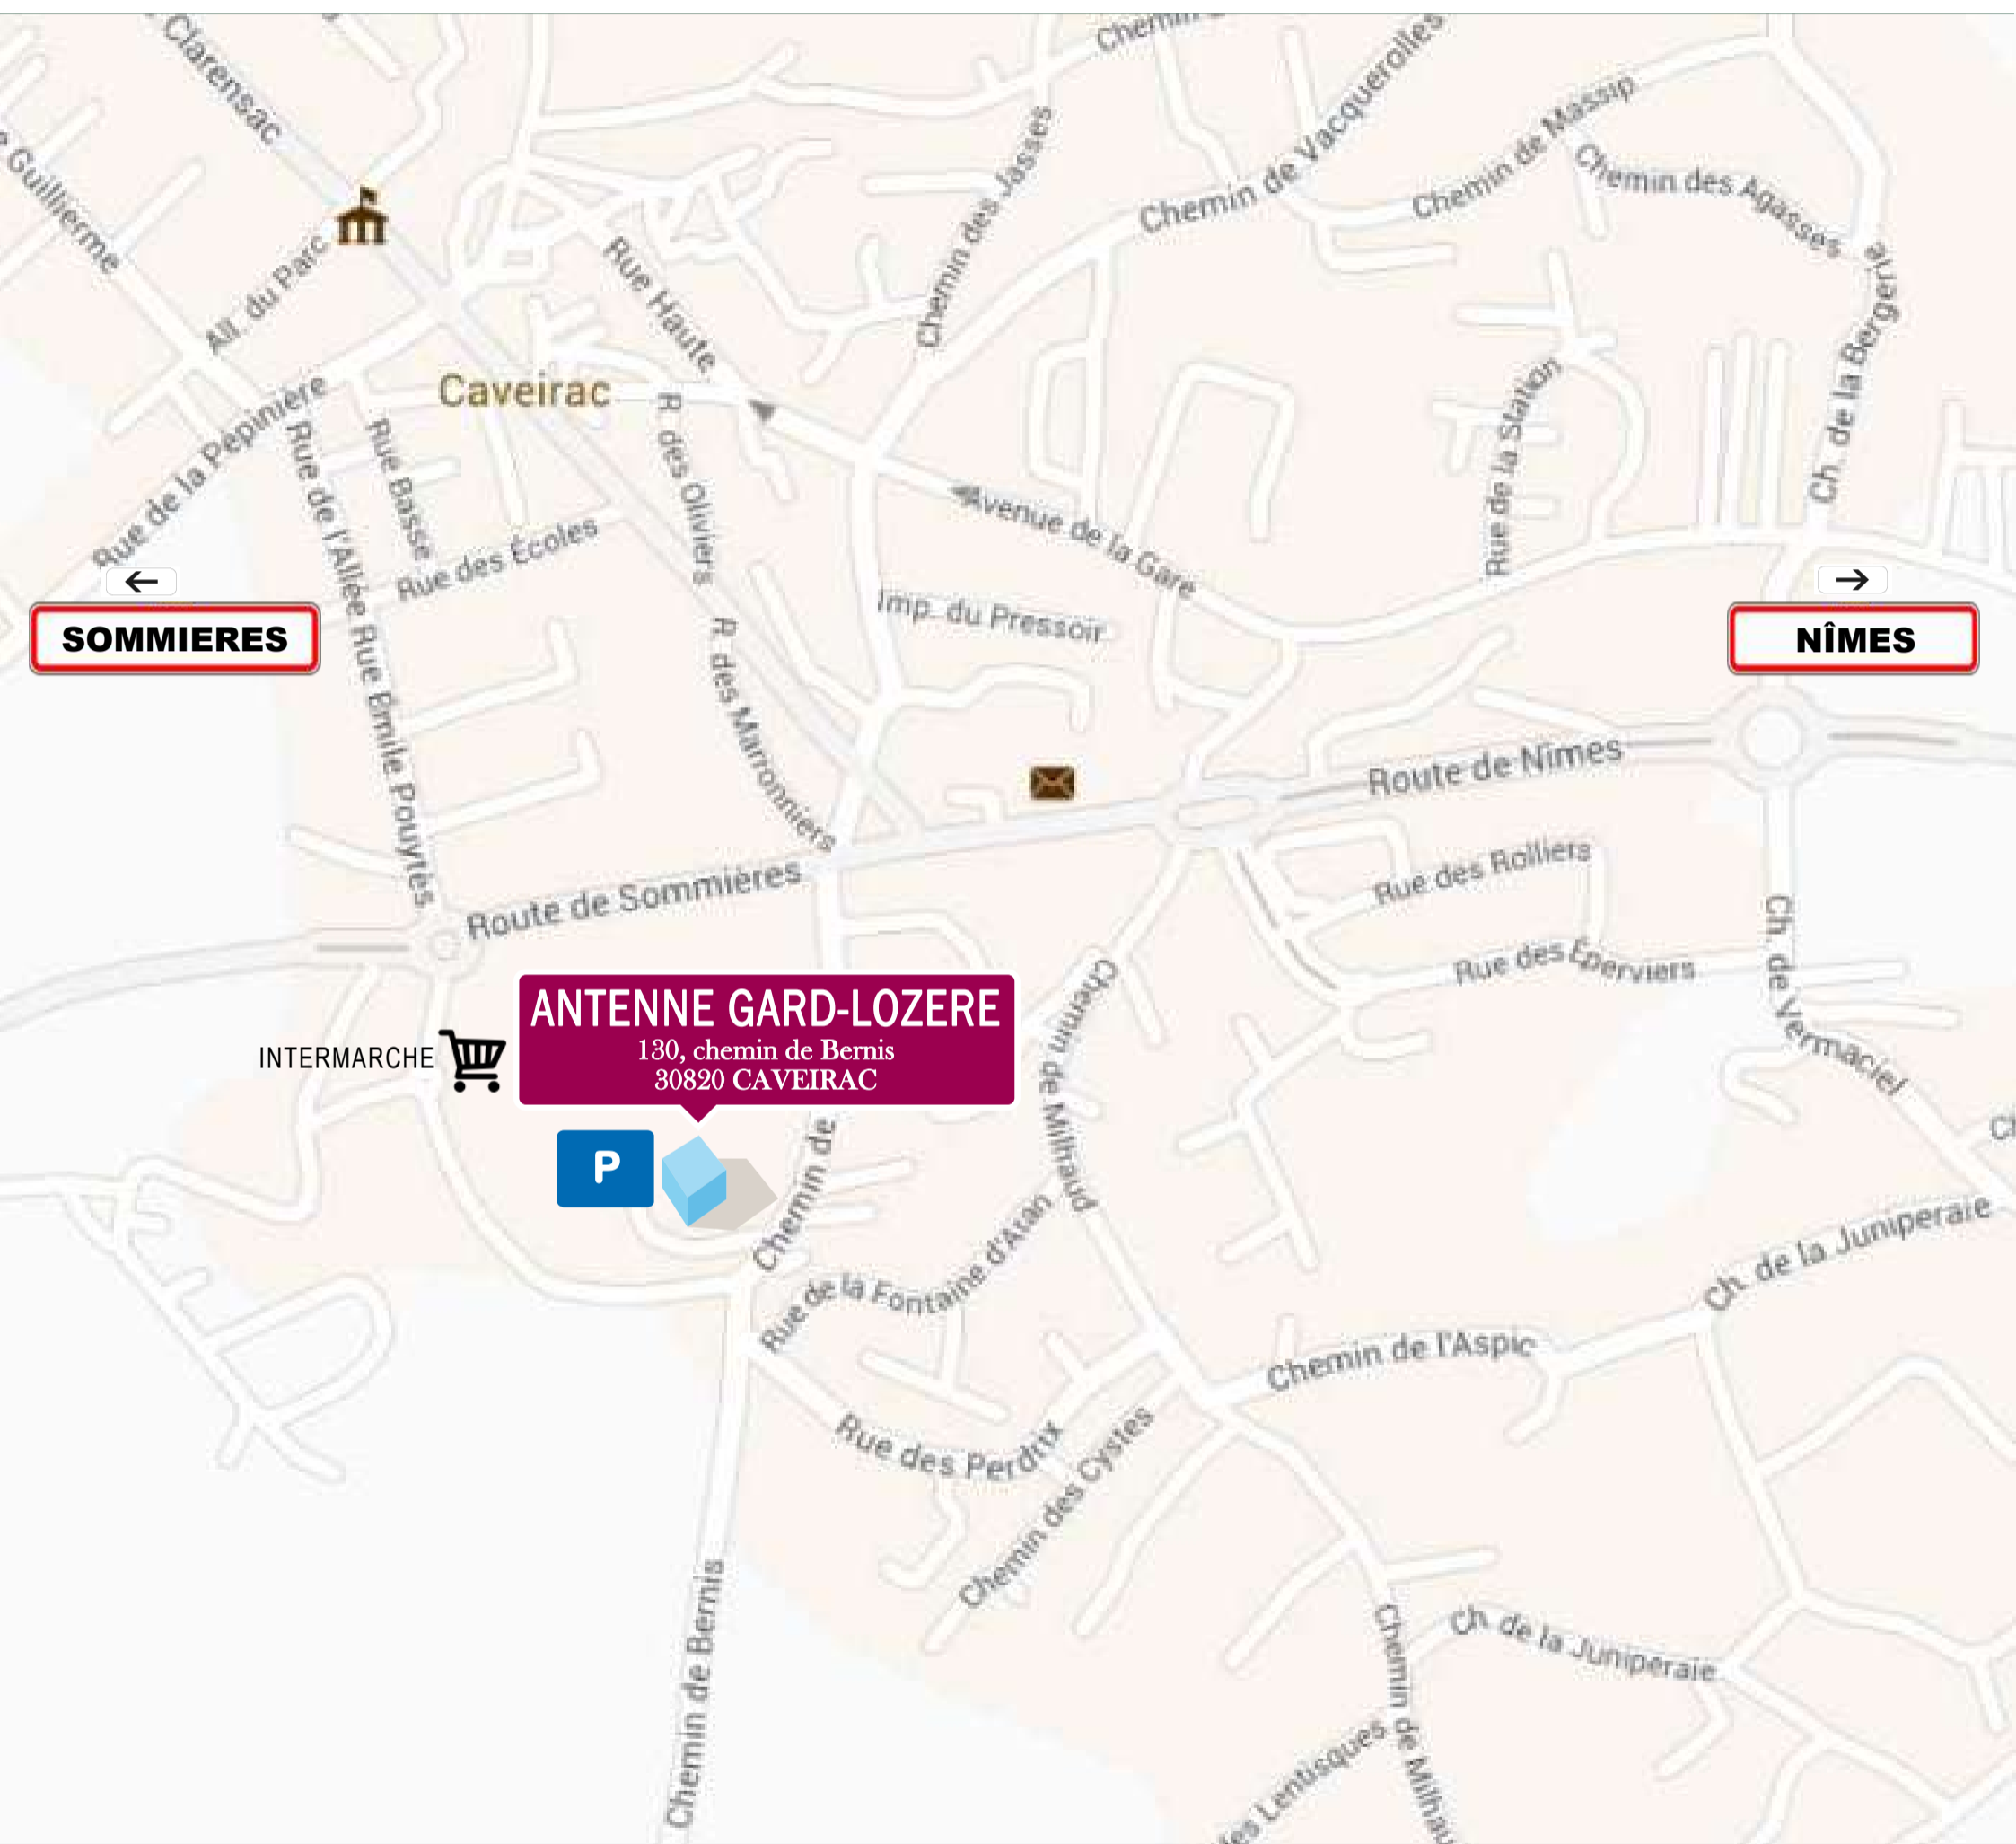 Clarensac
Guillierme
All. du Parc
Rue Haute
Chemin des Jasses
Chemin de Vacquerolles
Chemin de Massip
Chemin des Agasses
Ch. de la Bergerie
Caveirac
Rue de la Pépinière
Rue Basse
R. des Oliviers
Rue des Écoles
Rue de l'Allée Rue Émile Pouytès
Avenue de la Gare
Rue de la Station
Imp. du Pressoir
←
SOMMIERES
→
NÎMES
R. des Marronniers
Route de Nîmes
Route de Sommières
Rue des Rolliers
Rue des Éperviers
Ch. de Vermaciel
INTERMARCHE
ANTENNE GARD-LOZERE
130, chemin de Bernis
30820 CAVEIRAC
P
Chemin de
Chemin de Milhaud
Rue de la Fontaine d'Arian
Ch. de la Juniperaie
Chemin de l'Aspic
Rue des Perdrix
Chemin des Cystes
Chemin de Bernis
Ch. de la Juniperaie
Chemin de Milhau
Lentisques